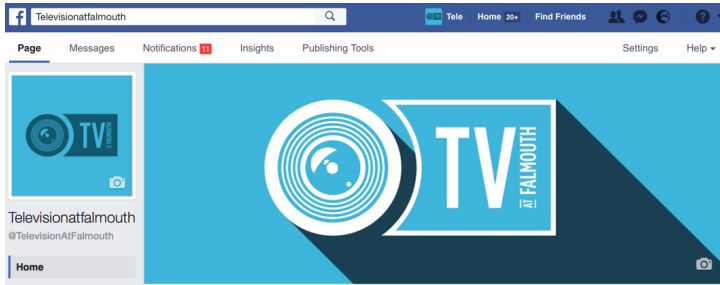 f Televisionatfalmouth Tele Home 20+ Find Friends ?
Page Messages Notifications 11 Insights Publishing Tools Settings Help
TV AT FALMOUTH
TV AT FALMOUTH
Televisionatfalmouth
@TelevisionAtFalmouth
Home